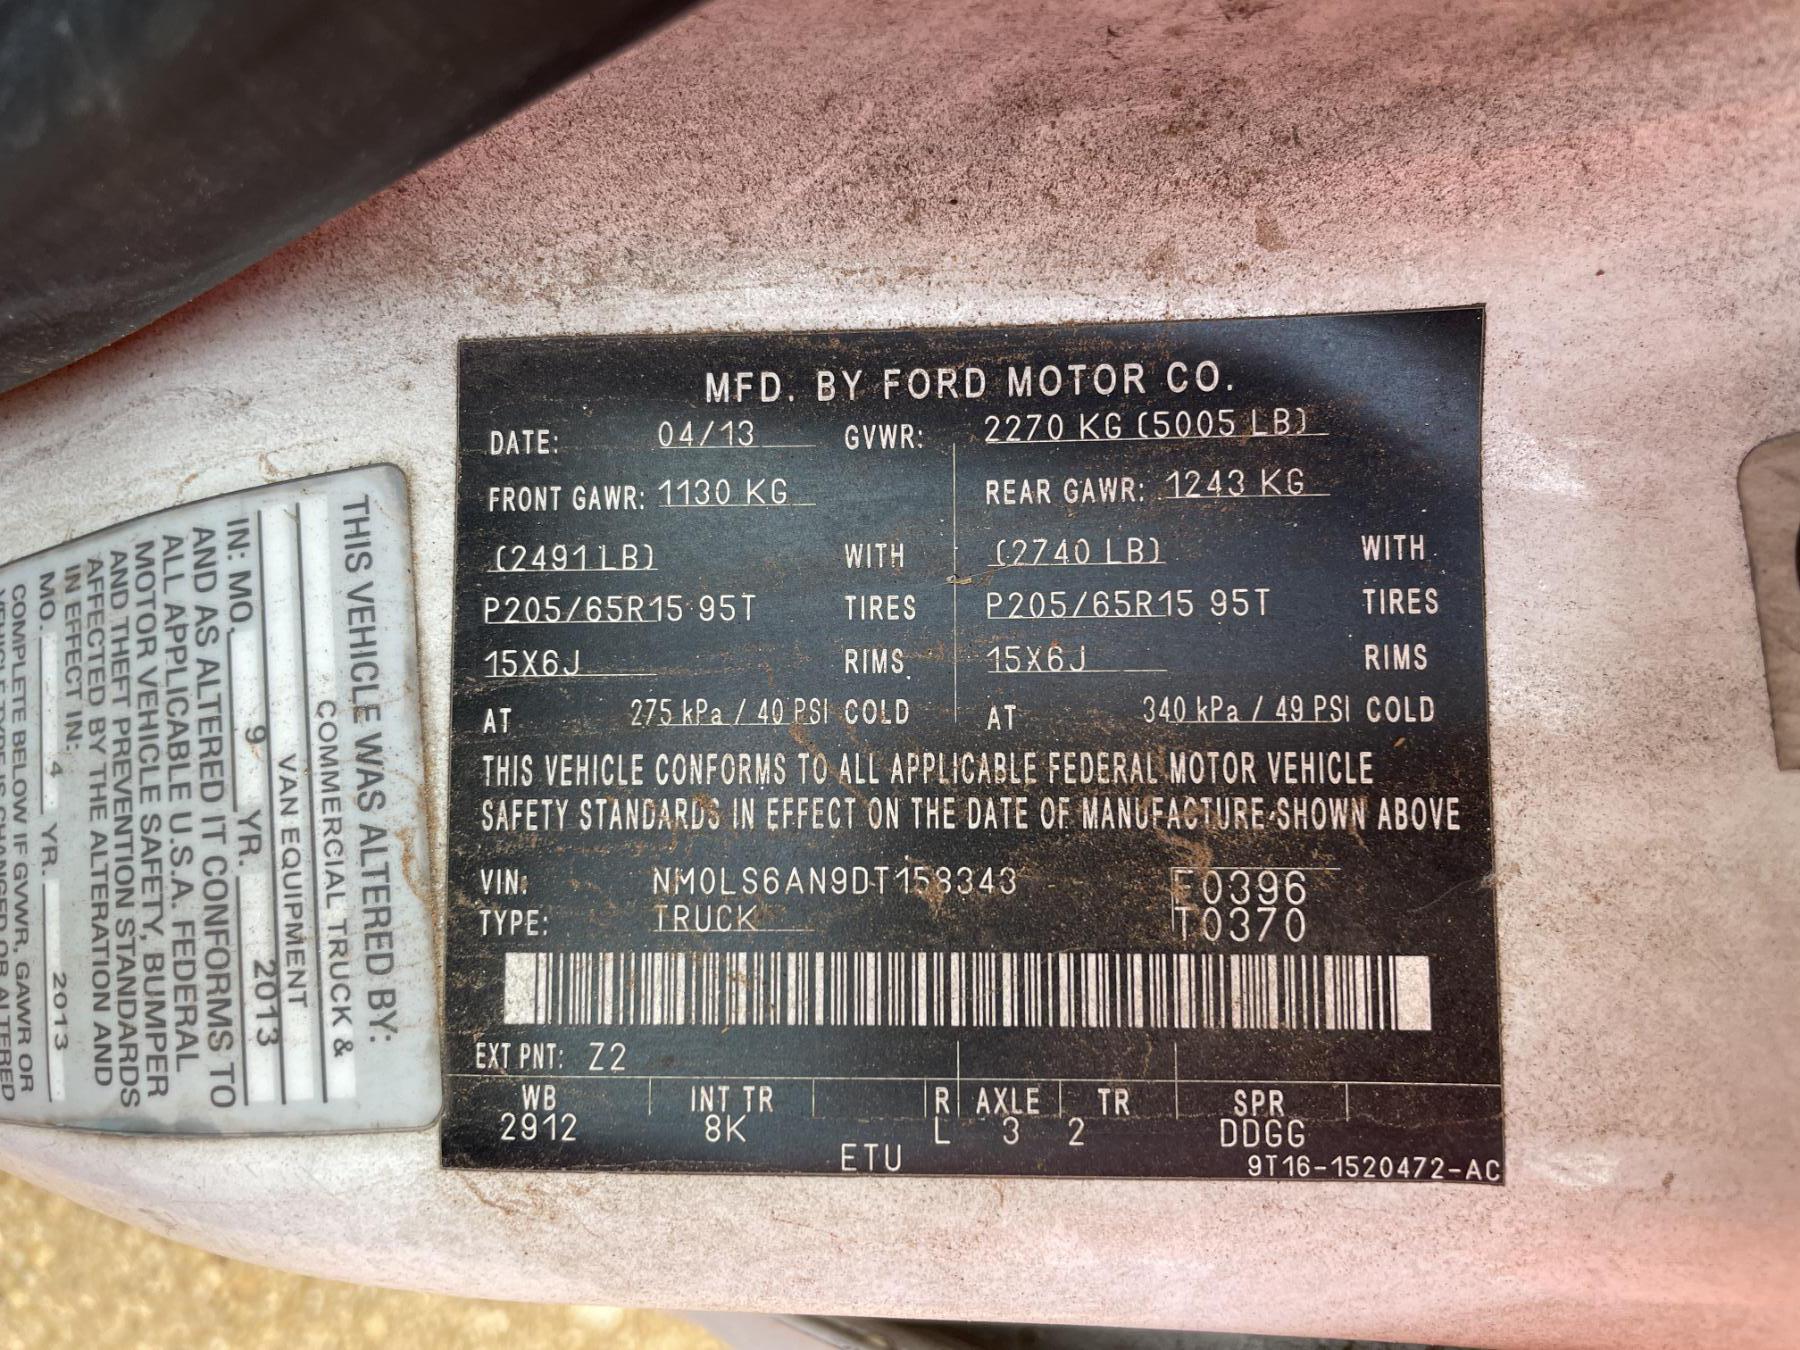 MFD. BY FORD MOTOR CO.
DATE: 04/13 GVWR: 2270 KG (5005 LB)
FRONT GAWR: 1130 KG REAR GAWR: 1243 KG
(2491 LB) WITH (2740 LB) WITH
P205/65R15 95T TIRES P205/65R15 95T TIRES
15X6J RIMS 15X6J RIMS
AT 275 kPa / 40 PSI COLD AT 340 kPa / 49 PSI COLD
THIS VEHICLE CONFORMS TO ALL APPLICABLE FEDERAL MOTOR VEHICLE
SAFETY STANDARDS IN EFFECT ON THE DATE OF MANUFACTURE SHOWN ABOVE
VIN: NM0LS6AN9DT158343 F0396
TYPE: TRUCK T0370
EXT PNT: Z2
WB INT TR R AXLE TR SPR
2912 8K L 3 2 DDGG
ETU
9T16-1520472-AC
THIS VEHICLE WAS ALTERED BY:
COMMERCIAL TRUCK &
VAN EQUIPMENT
IN: MO. 9 YR. 2013
AND AS ALTERED IT CONFORMS TO
ALL APPLICABLE U.S.A. FEDERAL
MOTOR VEHICLE SAFETY, BUMPER
AND THEFT PREVENTION STANDARDS
AFFECTED BY THE ALTERATION AND
IN EFFECT IN:
MO. 4 YR. 2013
COMPLETE BELOW IF GVWR, GAWR OR
VEHICLE TYPE IS CHANGED OR ALTERED